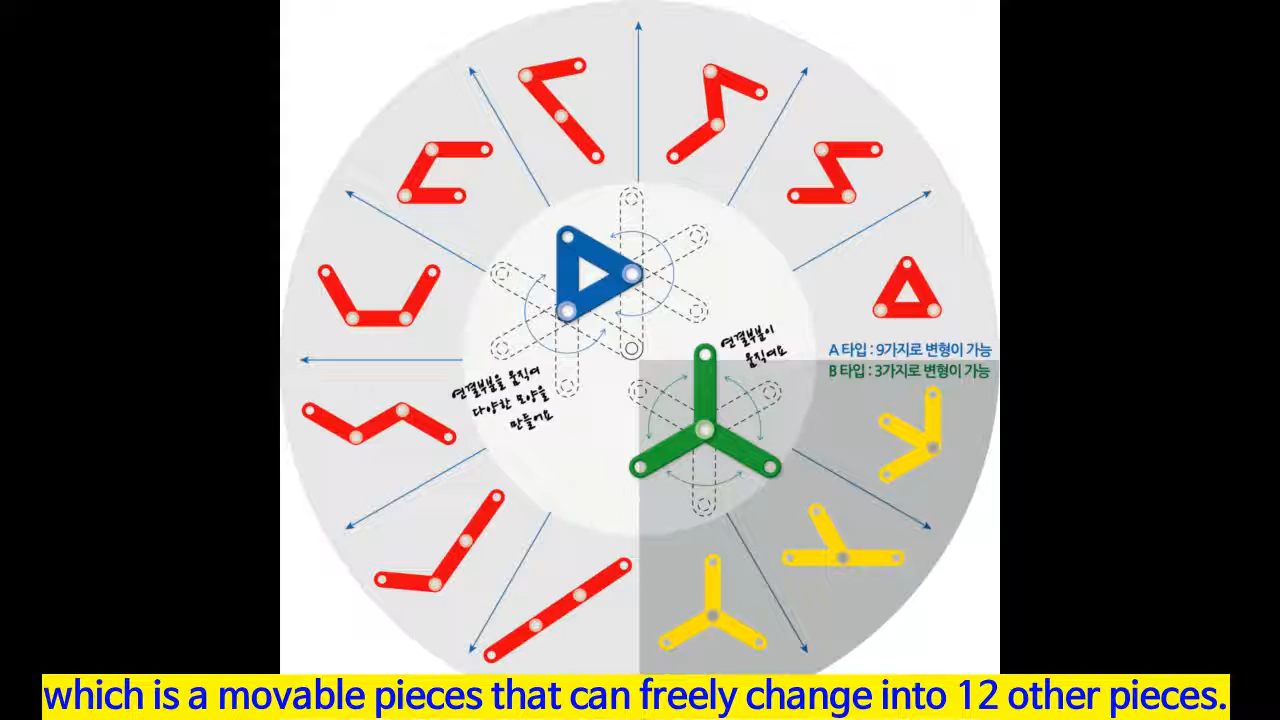 연결부분이
움직여요
A 타입 : 9가지로 변형이 가능
B 타입 : 3가지로 변형이 가능
연결부분을 움직여
다양한 모양을
만들어요
which is a movable pieces that can freely change into 12 other pieces.